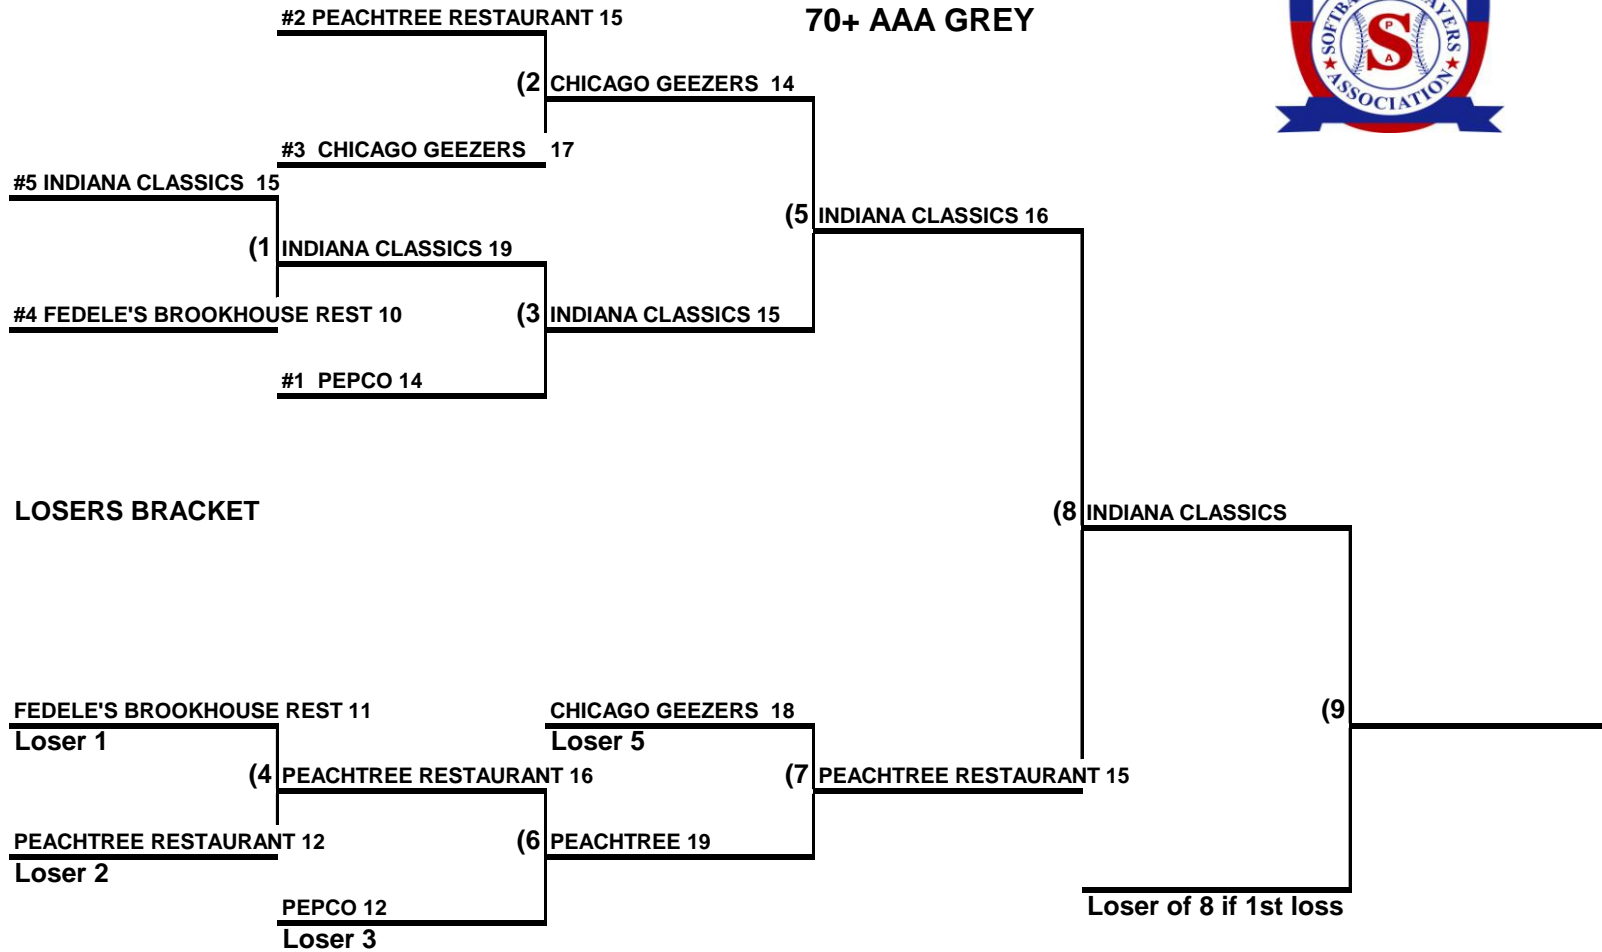 #2 PEACHTREE RESTAURANT 15
70+ AAA GREY
SOFTBA
AYERS
P
S
A
ASSOCIATION
(2 CHICAGO GEEZERS 14
#3 CHICAGO GEEZERS 17
#5 INDIANA CLASSICS 15
(5 INDIANA CLASSICS 16
(1 INDIANA CLASSICS 19
#4 FEDELE'S BROOKHOUSE REST 10
(3 INDIANA CLASSICS 15
#1 PEPCO 14
LOSERS BRACKET
(8 INDIANA CLASSICS
FEDELE'S BROOKHOUSE REST 11
Loser 1
CHICAGO GEEZERS 18
Loser 5
(9
(4 PEACHTREE RESTAURANT 16
(7 PEACHTREE RESTAURANT 15
PEACHTREE RESTAURANT 12
Loser 2
(6 PEACHTREE 19
PEPCO 12
Loser 3
Loser of 8 if 1st loss